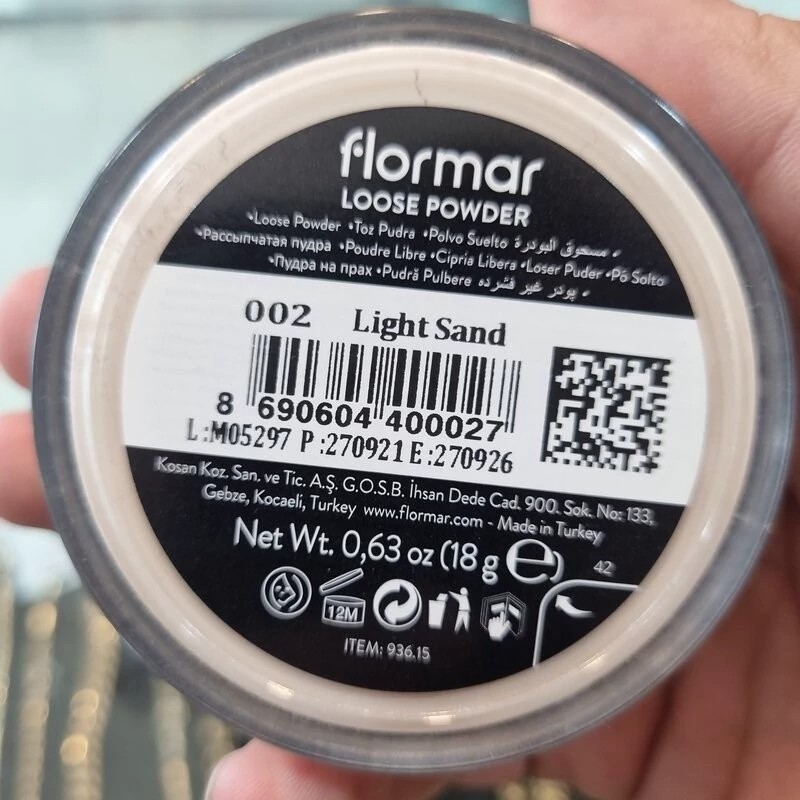 flormar
LOOSE POWDER
•Loose Powder •Toz Pudra •Polvo Suelto مسحوق البودرة •
•Рассыпчатая пудра •Poudre Libre •Cipria Libera •Loser Puder •Pó Solto
•Пудра на прах •Pudră Pulbere پودر غیر فشرده •
002 Light Sand
8 690604 400027
L:M05297 P:270921 E:270926
Kosan Koz. San. ve Tic. A.Ş. G.O.S.B. İhsan Dede Cad. 900. Sok. No: 133,
Gebze, Kocaeli, Turkey www.flormar.com - Made in Turkey
Net Wt. 0,63 oz (18 g ℮)
42
12M
ITEM: 936.15